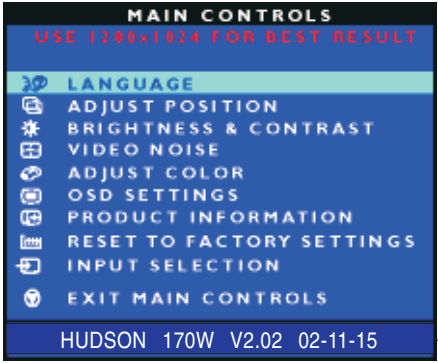 MAIN CONTROLS
USE 1280x1024 FOR BEST RESULT
LANGUAGE
ADJUST POSITION
BRIGHTNESS & CONTRAST
VIDEO NOISE
ADJUST COLOR
OSD SETTINGS
PRODUCT INFORMATION
RESET TO FACTORY SETTINGS
INPUT SELECTION
EXIT MAIN CONTROLS
HUDSON 170W V2.02 02-11-15